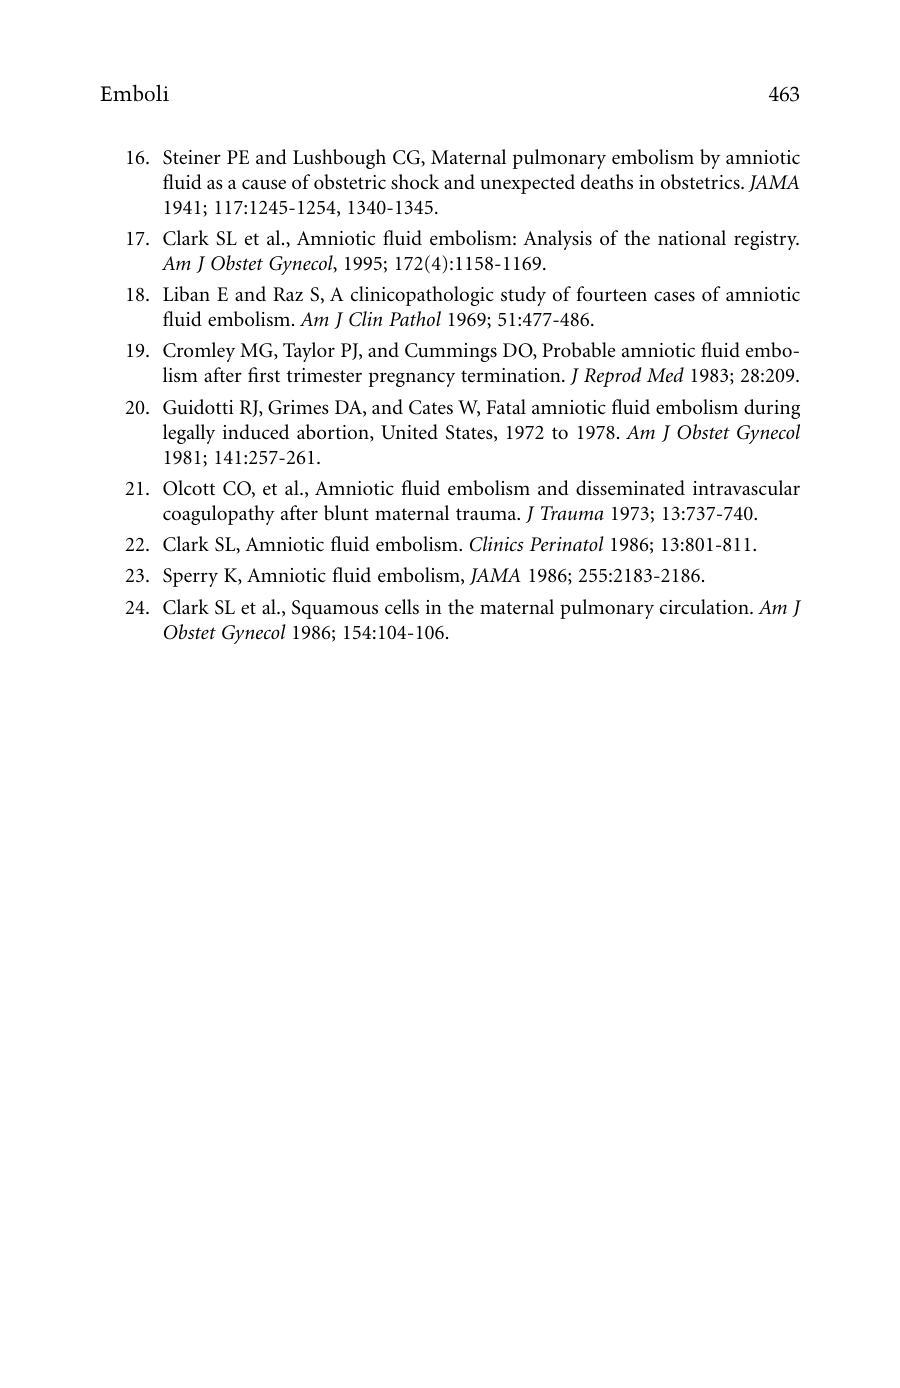 Emboli 463
16. Steiner PE and Lushbough CG, Maternal pulmonary embolism by amniotic
fluid as a cause of obstetric shock and unexpected deaths in obstetrics. JAMA
1941; 117:1245-1254, 1340-1345.
17. Clark SL et al., Amniotic fluid embolism: Analysis of the national registry.
Am J Obstet Gynecol, 1995; 172(4):1158-1169.
18. Liban E and Raz S, A clinicopathologic study of fourteen cases of amniotic
fluid embolism. Am J Clin Pathol 1969; 51:477-486.
19. Cromley MG, Taylor PJ, and Cummings DO, Probable amniotic fluid embo-
lism after first trimester pregnancy termination. J Reprod Med 1983; 28:209.
20. Guidotti RJ, Grimes DA, and Cates W, Fatal amniotic fluid embolism during
legally induced abortion, United States, 1972 to 1978. Am J Obstet Gynecol
1981; 141:257-261.
21. Olcott CO, et al., Amniotic fluid embolism and disseminated intravascular
coagulopathy after blunt maternal trauma. J Trauma 1973; 13:737-740.
22. Clark SL, Amniotic fluid embolism. Clinics Perinatol 1986; 13:801-811.
23. Sperry K, Amniotic fluid embolism, JAMA 1986; 255:2183-2186.
24. Clark SL et al., Squamous cells in the maternal pulmonary circulation. Am J
Obstet Gynecol 1986; 154:104-106.